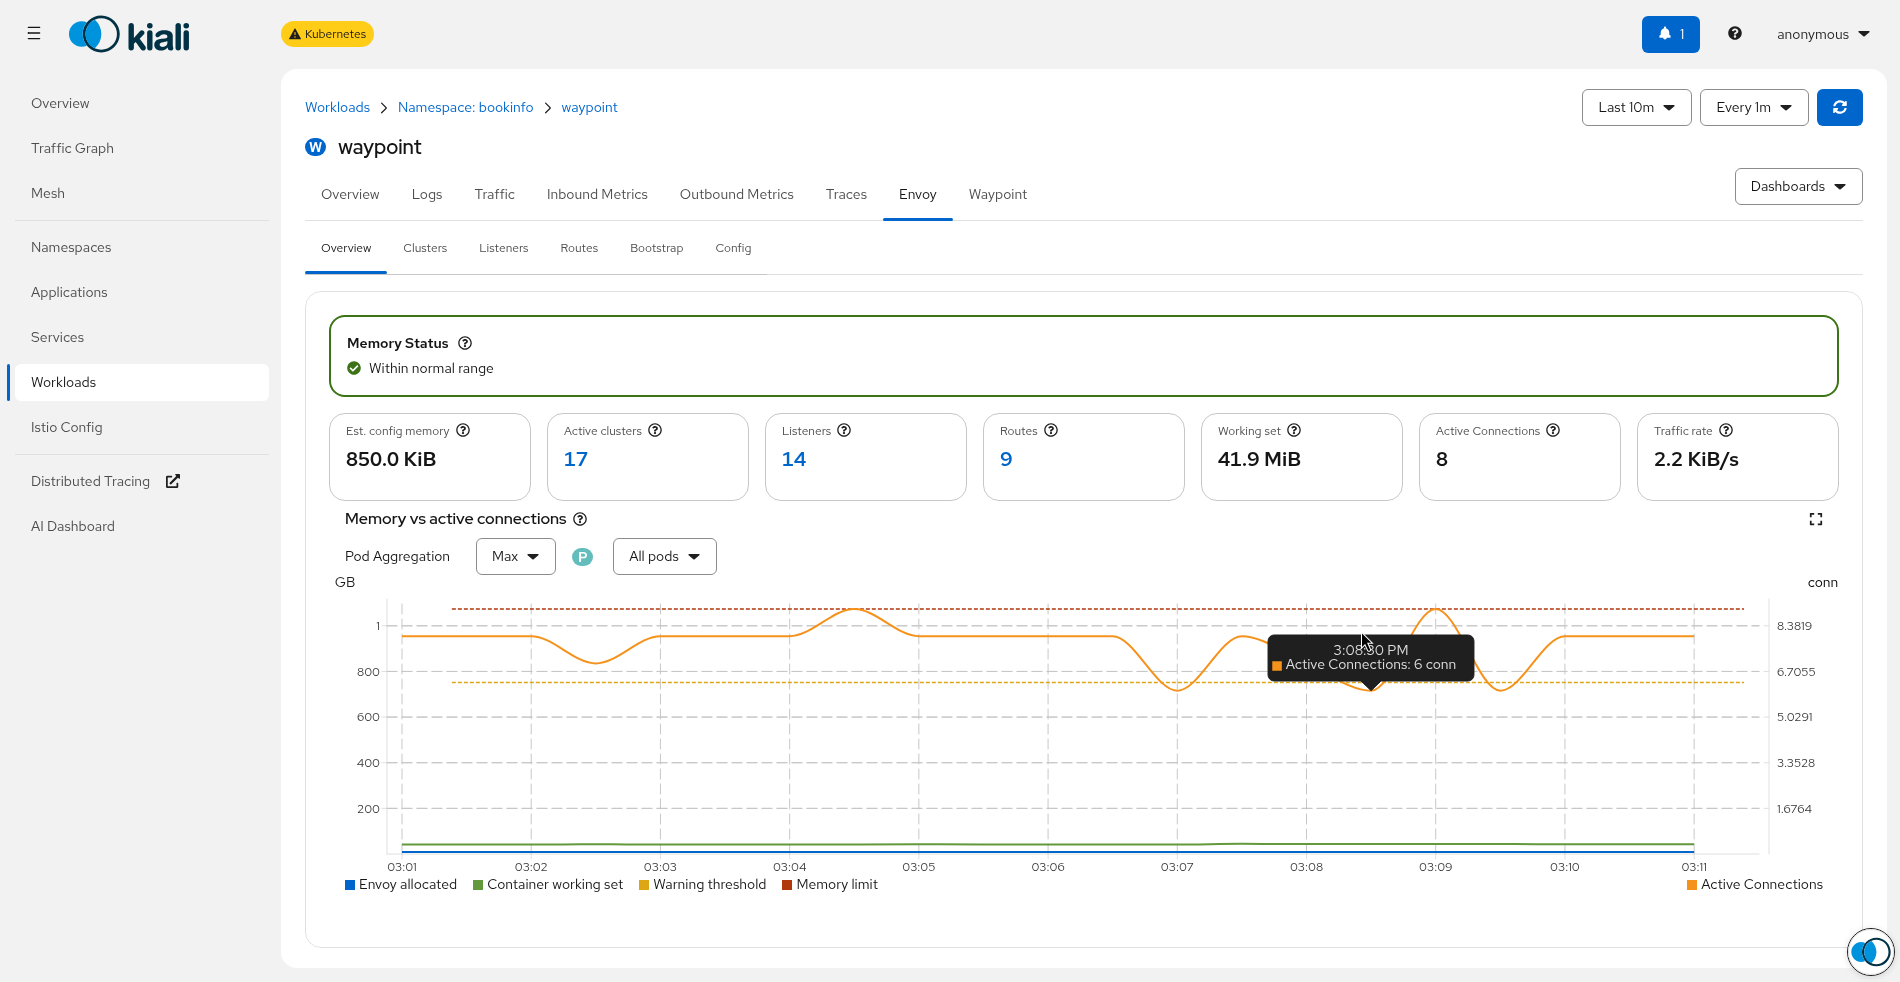 kiali
Kubernetes
1
anonymous
Overview
Traffic Graph
Mesh
Namespaces
Applications
Services
Workloads
Istio Config
Distributed Tracing
AI Dashboard
Workloads > Namespace: bookinfo > waypoint
Last 10m
Every 1m
W waypoint
Overview Logs Traffic Inbound Metrics Outbound Metrics Traces Envoy Waypoint
Dashboards
Overview Clusters Listeners Routes Bootstrap Config
Memory Status
Within normal range
Est. config memory
850.0 KiB
Active clusters
17
Listeners
14
Routes
9
Working set
41.9 MiB
Active Connections
8
Traffic rate
2.2 KiB/s
Memory vs active connections
Pod Aggregation Max P All pods
GB
conn
1
800
600
400
200
8.3819
6.7055
5.0291
3.3528
1.6764
3:08:30 PM
Active Connections: 6 conn
03:01 03:02 03:03 03:04 03:05 03:06 03:07 03:08 03:09 03:10 03:11
Envoy allocated Container working set Warning threshold Memory limit
Active Connections